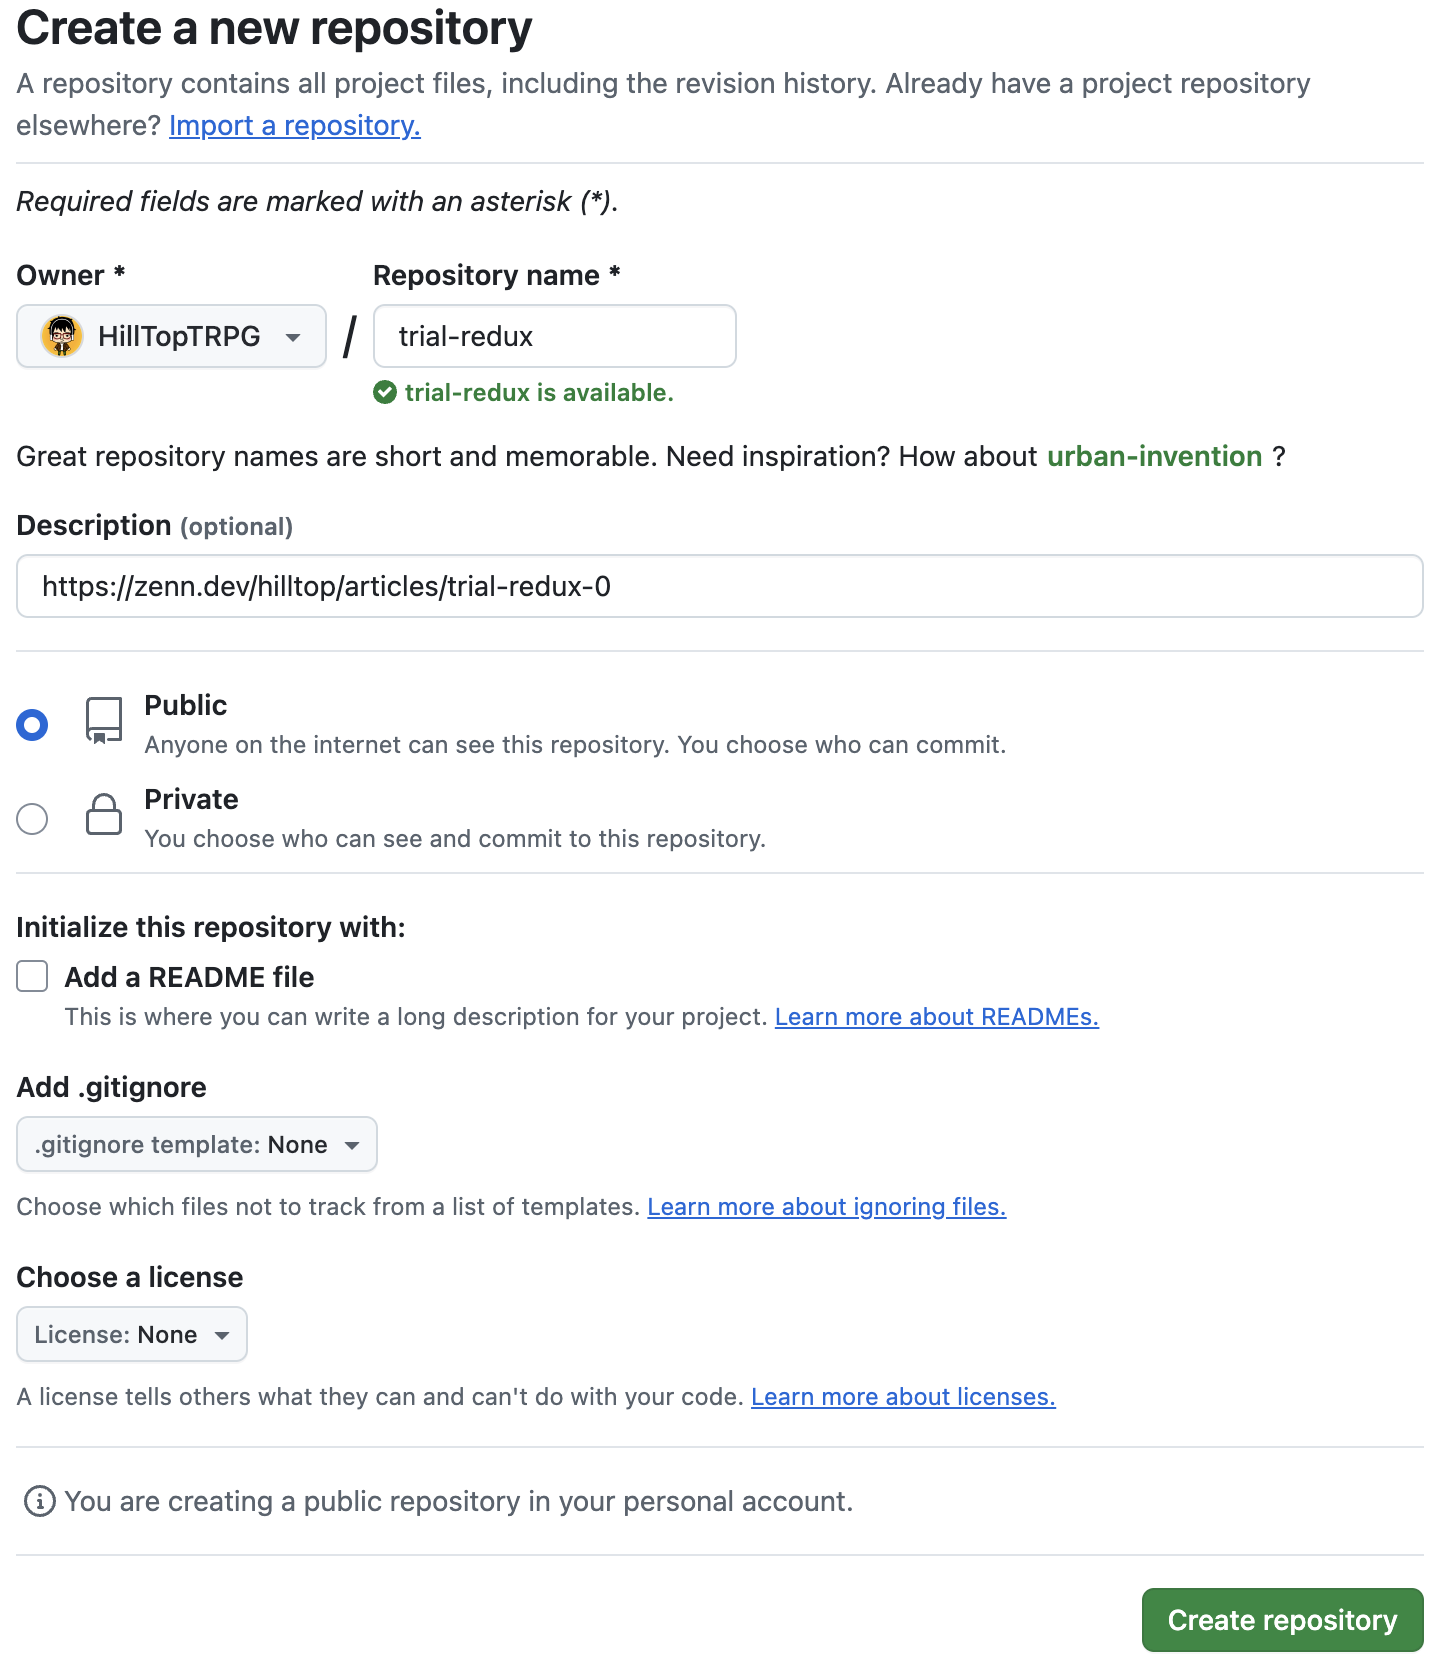 Create a new repository
A repository contains all project files, including the revision history. Already have a project repository
elsewhere? Import a repository.
Required fields are marked with an asterisk (*).
Owner *
Repository name *
HillTopTRPG
/
trial-redux
trial-redux is available.
Great repository names are short and memorable. Need inspiration? How about urban-invention ?
Description (optional)
https://zenn.dev/hilltop/articles/trial-redux-0
Public
Anyone on the internet can see this repository. You choose who can commit.
Private
You choose who can see and commit to this repository.
Initialize this repository with:
Add a README file
This is where you can write a long description for your project. Learn more about READMEs.
Add .gitignore
.gitignore template: None
Choose which files not to track from a list of templates. Learn more about ignoring files.
Choose a license
License: None
A license tells others what they can and can't do with your code. Learn more about licenses.
You are creating a public repository in your personal account.
Create repository